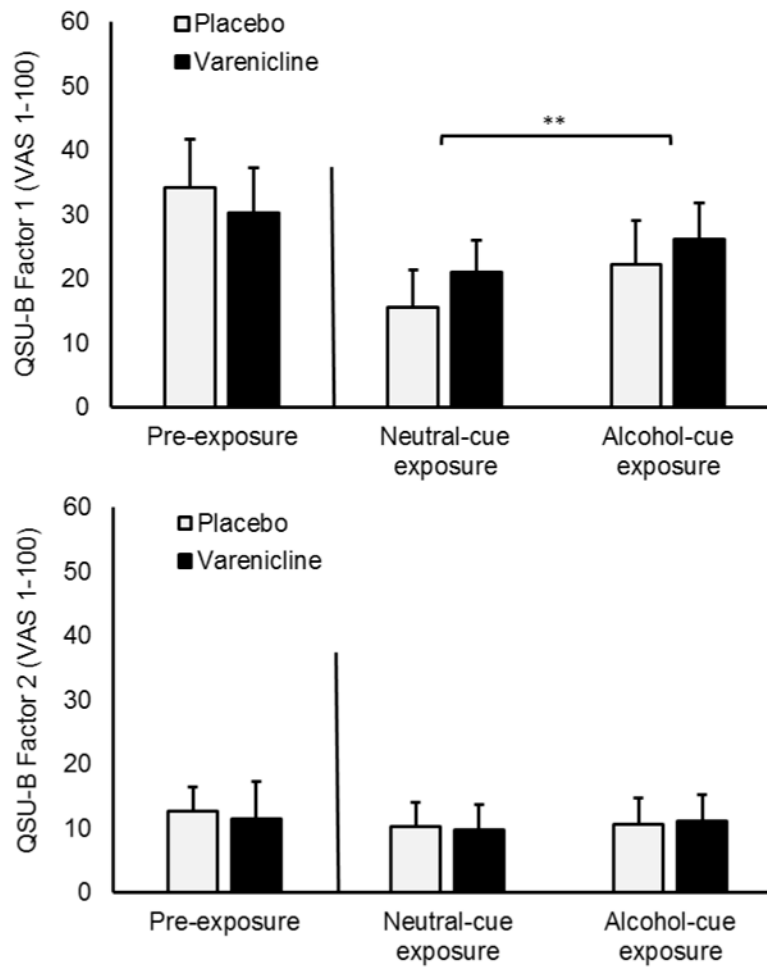 QSU-B Factor 1 (VAS 1-100)
60
50
40
30
20
10
0
Placebo
Varenicline
**
Pre-exposure
Neutral-cue
exposure
Alcohol-cue
exposure
QSU-B Factor 2 (VAS 1-100)
60
50
40
30
20
10
0
Placebo
Varenicline
Pre-exposure
Neutral-cue
exposure
Alcohol-cue
exposure